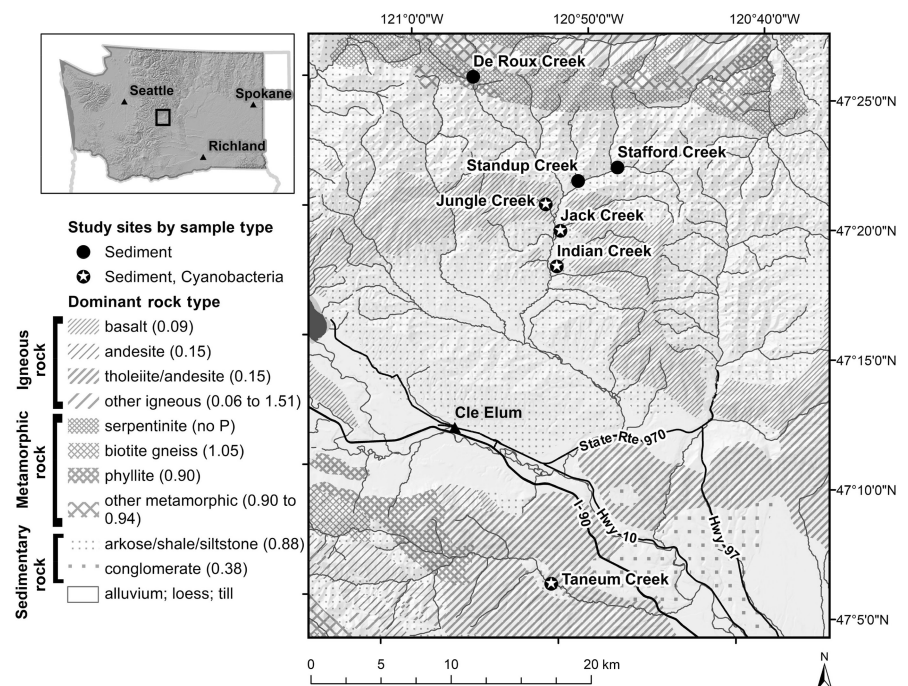 121°0'0"W 120°50'0"W 120°40'0"W
Seattle
Spokane
Richland
Study sites by sample type
Sediment
Sediment, Cyanobacteria
Dominant rock type
Igneous
rock
basalt (0.09)
andesite (0.15)
tholeiite/andesite (0.15)
other igneous (0.06 to 1.51)
Metamorphic
rock
serpentinite (no P)
biotite gneiss (1.05)
phyllite (0.90)
other metamorphic (0.90 to
0.94)
Sedimentary
rock
arkose/shale/siltstone (0.88)
conglomerate (0.38)
alluvium; loess; till
De Roux Creek
47°25'0"N
Stafford Creek
Standup Creek
Jungle Creek
Jack Creek
47°20'0"N
Indian Creek
47°15'0"N
Cle Elum
State-Rte 970
47°10'0"N
I-90
Hwy-10
Hwy-97
Taneum Creek
47°5'0"N
0 5 10 20 km
N